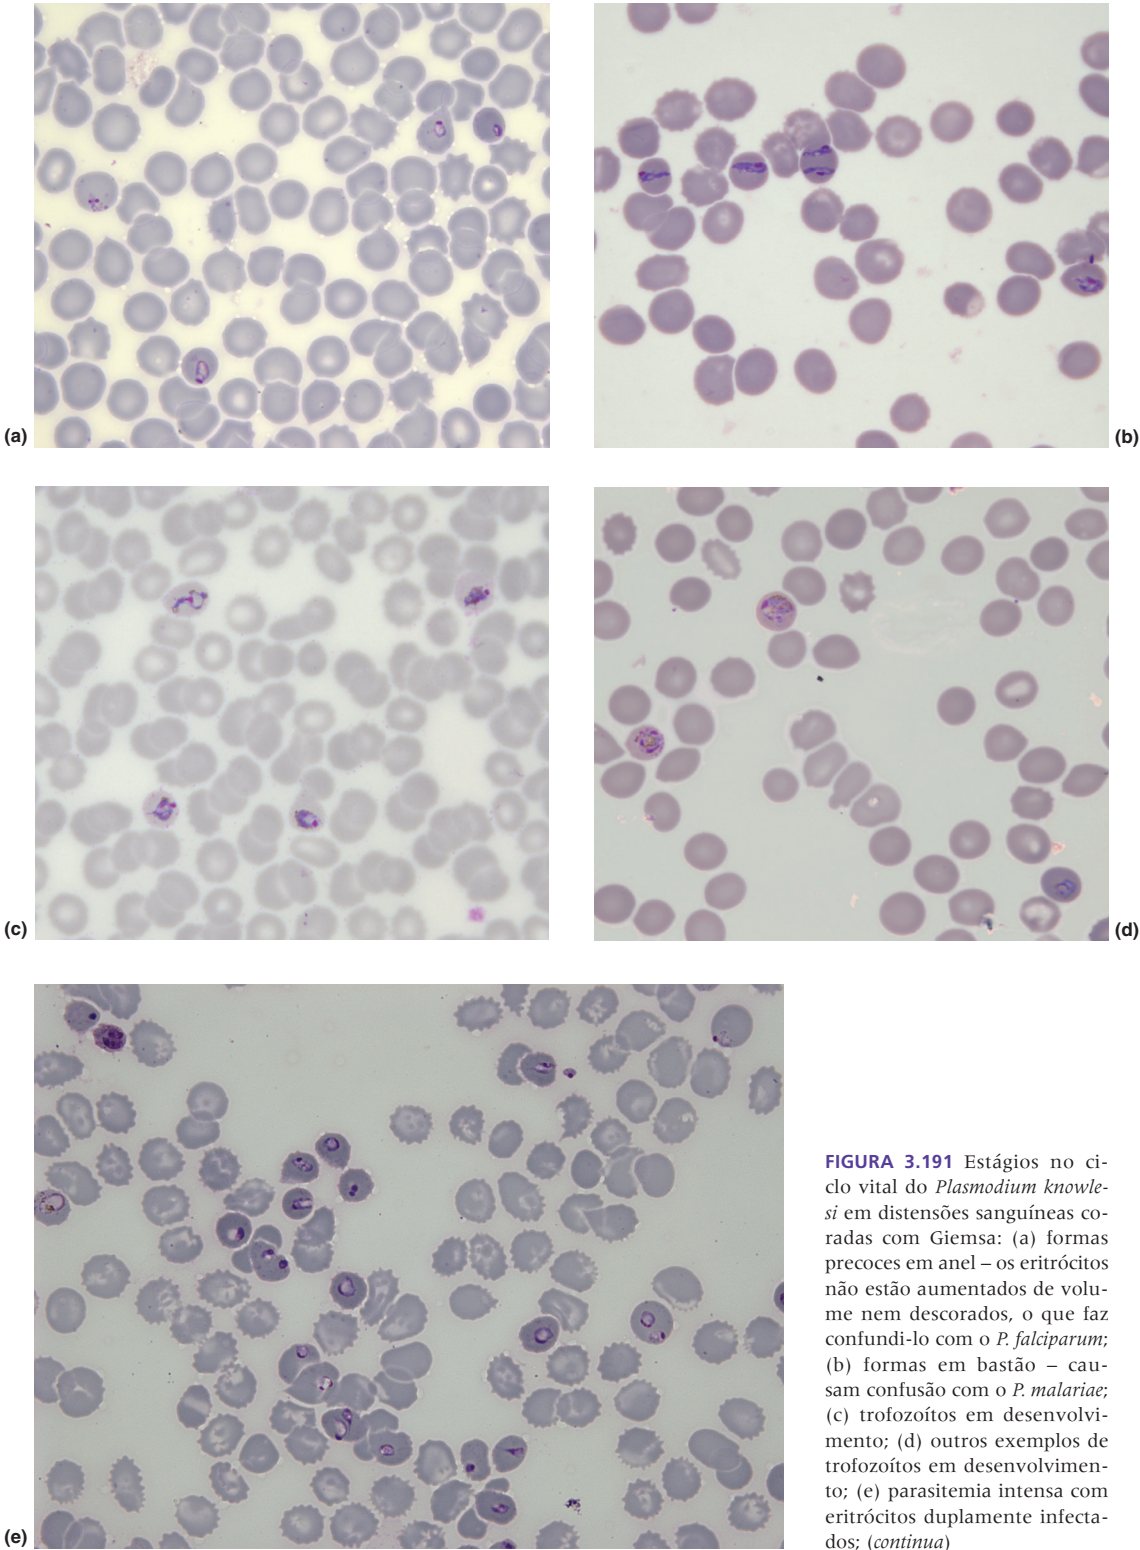 (a)
(b)
(c)
(d)
(e)
FIGURA 3.191 Estágios no ci-
clo vital do Plasmodium knowle-
si em distensões sanguíneas co-
radas com Giemsa: (a) formas
precoces em anel – os eritrócitos
não estão aumentados de volu-
me nem descorados, o que faz
confundi-lo com o P. falciparum;
(b) formas em bastão – cau-
sam confusão com o P. malariae;
(c) trofozoítos em desenvolvi-
mento; (d) outros exemplos de
trofozoítos em desenvolvimen-
to; (e) parasitemia intensa com
eritrócitos duplamente infecta-
dos; (continua)